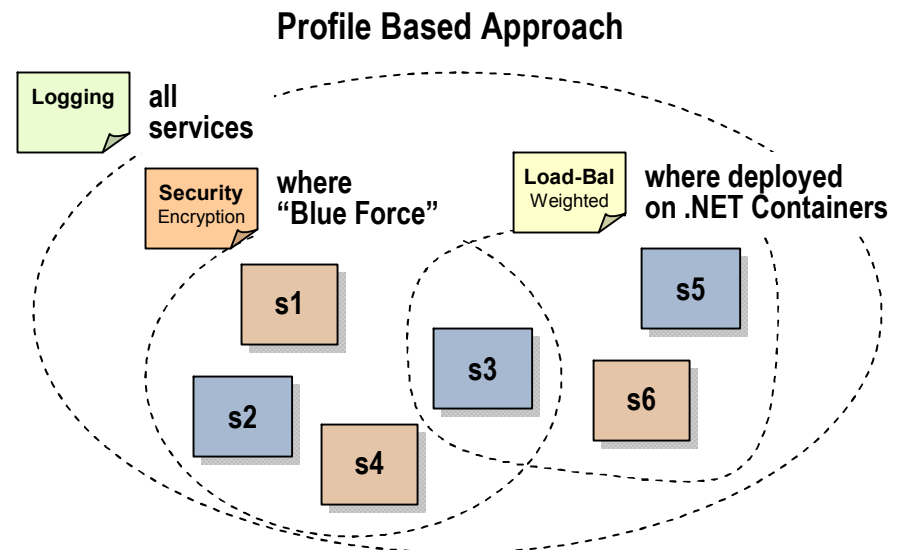 Profile Based Approach
Logging
all
services
Security
Encryption
where
“Blue Force”
Load-Bal
Weighted
where deployed
on .NET Containers
s1
s5
s3
s2
s6
s4